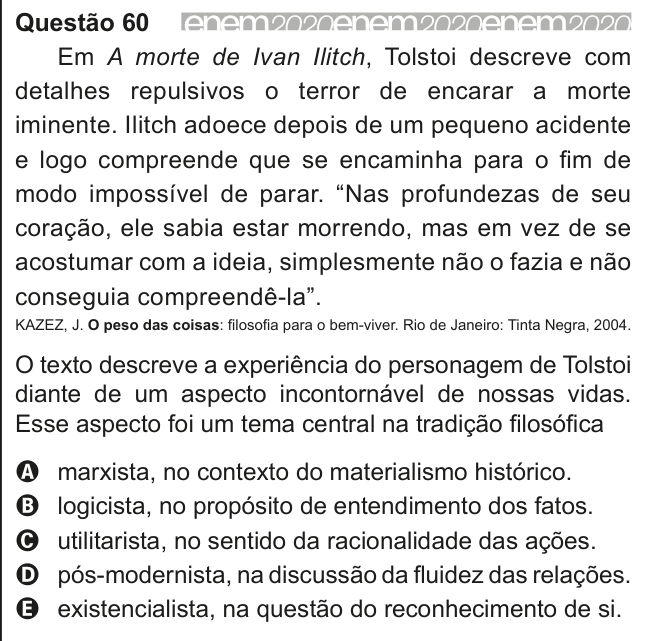 Questão 60 enem2020enem2020enem2020
Em A morte de Ivan Ilitch, Tolstoi descreve com
detalhes repulsivos o terror de encarar a morte
iminente. Ilitch adoece depois de um pequeno acidente
e logo compreende que se encaminha para o fim de
modo impossível de parar. “Nas profundezas de seu
coração, ele sabia estar morrendo, mas em vez de se
acostumar com a ideia, simplesmente não o fazia e não
conseguia compreendê-la”.
KAZEZ, J. O peso das coisas: filosofia para o bem-viver. Rio de Janeiro: Tinta Negra, 2004.
O texto descreve a experiência do personagem de Tolstoi
diante de um aspecto incontornável de nossas vidas.
Esse aspecto foi um tema central na tradição filosófica
A marxista, no contexto do materialismo histórico.
B logicista, no propósito de entendimento dos fatos.
C utilitarista, no sentido da racionalidade das ações.
D pós-modernista, na discussão da fluidez das relações.
E existencialista, na questão do reconhecimento de si.